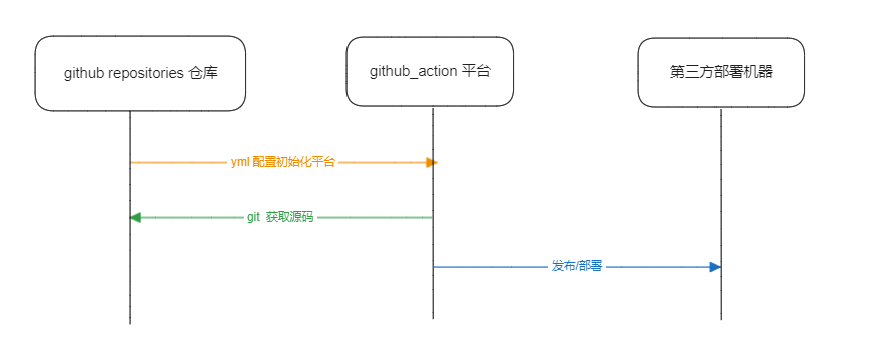 github repositories 仓库
github_action 平台
第三方部署机器
yml 配置初始化平台
git 获取源码
发布/部署